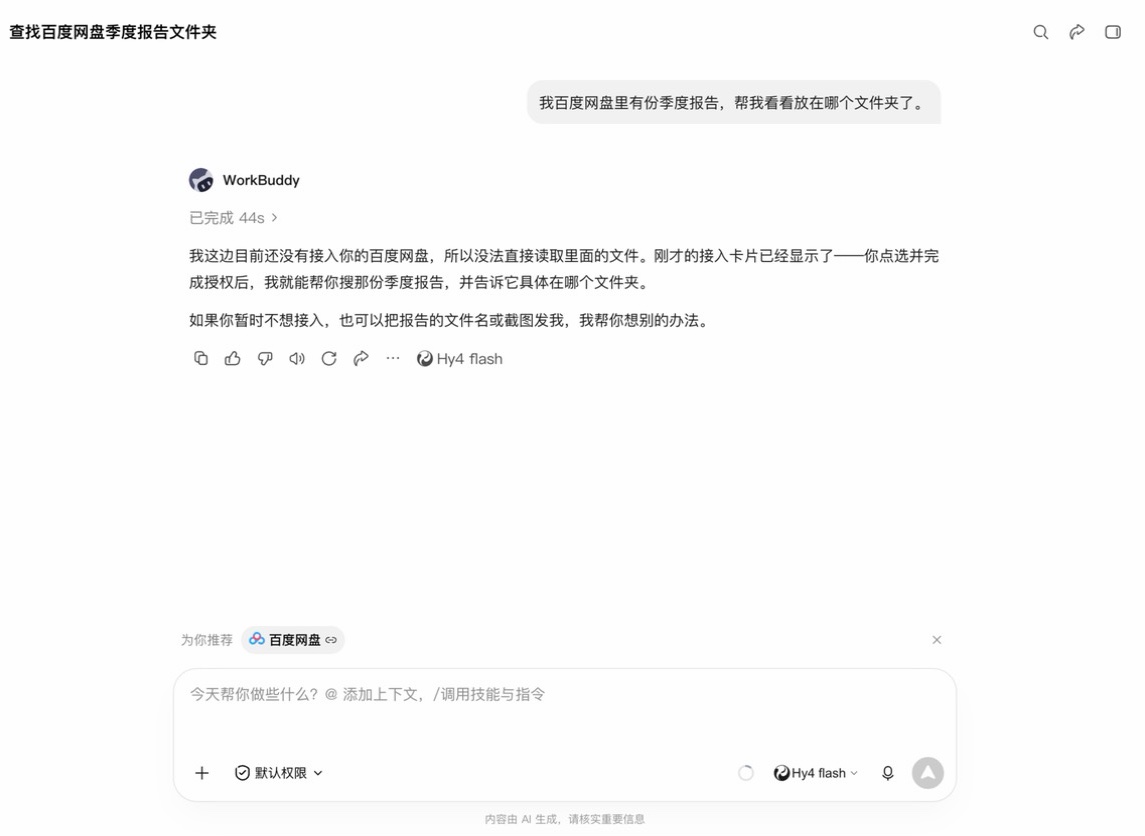 查找百度网盘季度报告文件夹
我百度网盘里有份季度报告，帮我看看放在哪个文件夹了。
WorkBuddy
已完成 44s
我这边目前还没有接入你的百度网盘，所以没法直接读取里面的文件。刚才的接入卡片已经显示了——你点选并完
成授权后，我就能帮你搜那份季度报告，并告诉它具体在哪个文件夹。
如果你暂时不想接入，也可以把报告的文件名或截图发我，我帮你想别的办法。
Hy4 flash
为你推荐 百度网盘
今天帮你做些什么？@ 添加上下文，/调用技能与指令
默认权限 Hy4 flash
内容由 AI 生成，请核实重要信息